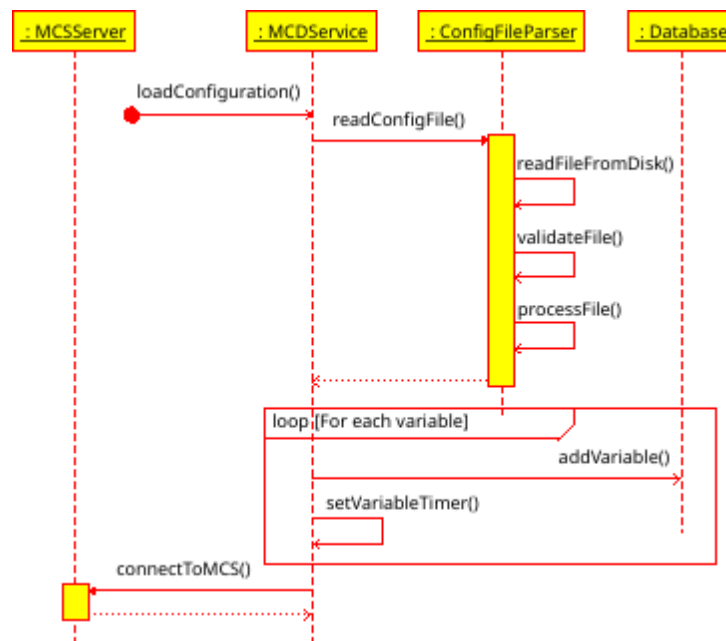 : MCSServer
: MCDService
: ConfigFileParser
: Database
loadConfiguration()
readConfigFile()
readFileFromDisk()
validateFile()
processFile()
loop [For each variable]
addVariable()
setVariableTimer()
connectToMCS()